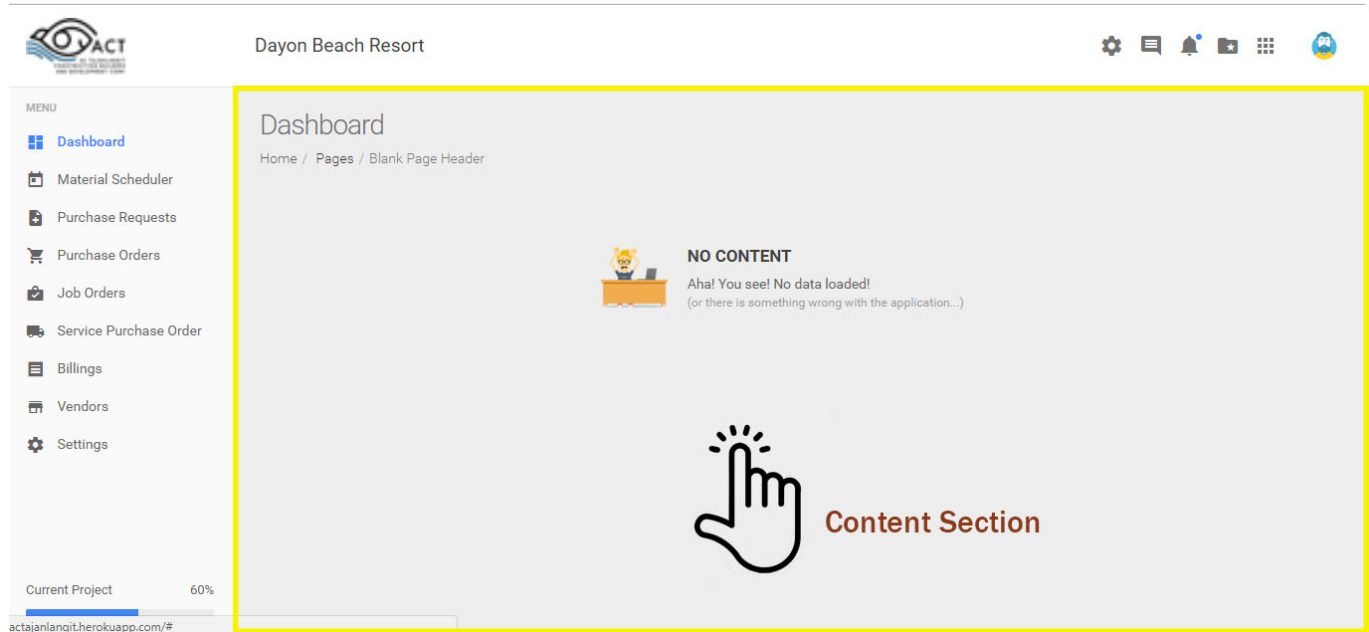 ACT
Dayon Beach Resort
MENU
Dashboard
Material Scheduler
Purchase Requests
Purchase Orders
Job Orders
Service Purchase Order
Billings
Vendors
Settings
Current Project 60%
actajanlangit.herokuapp.com/#
Dashboard
Home / Pages / Blank Page Header
NO CONTENT
Aha! You see! No data loaded!
(or there is something wrong with the application...)
Content Section